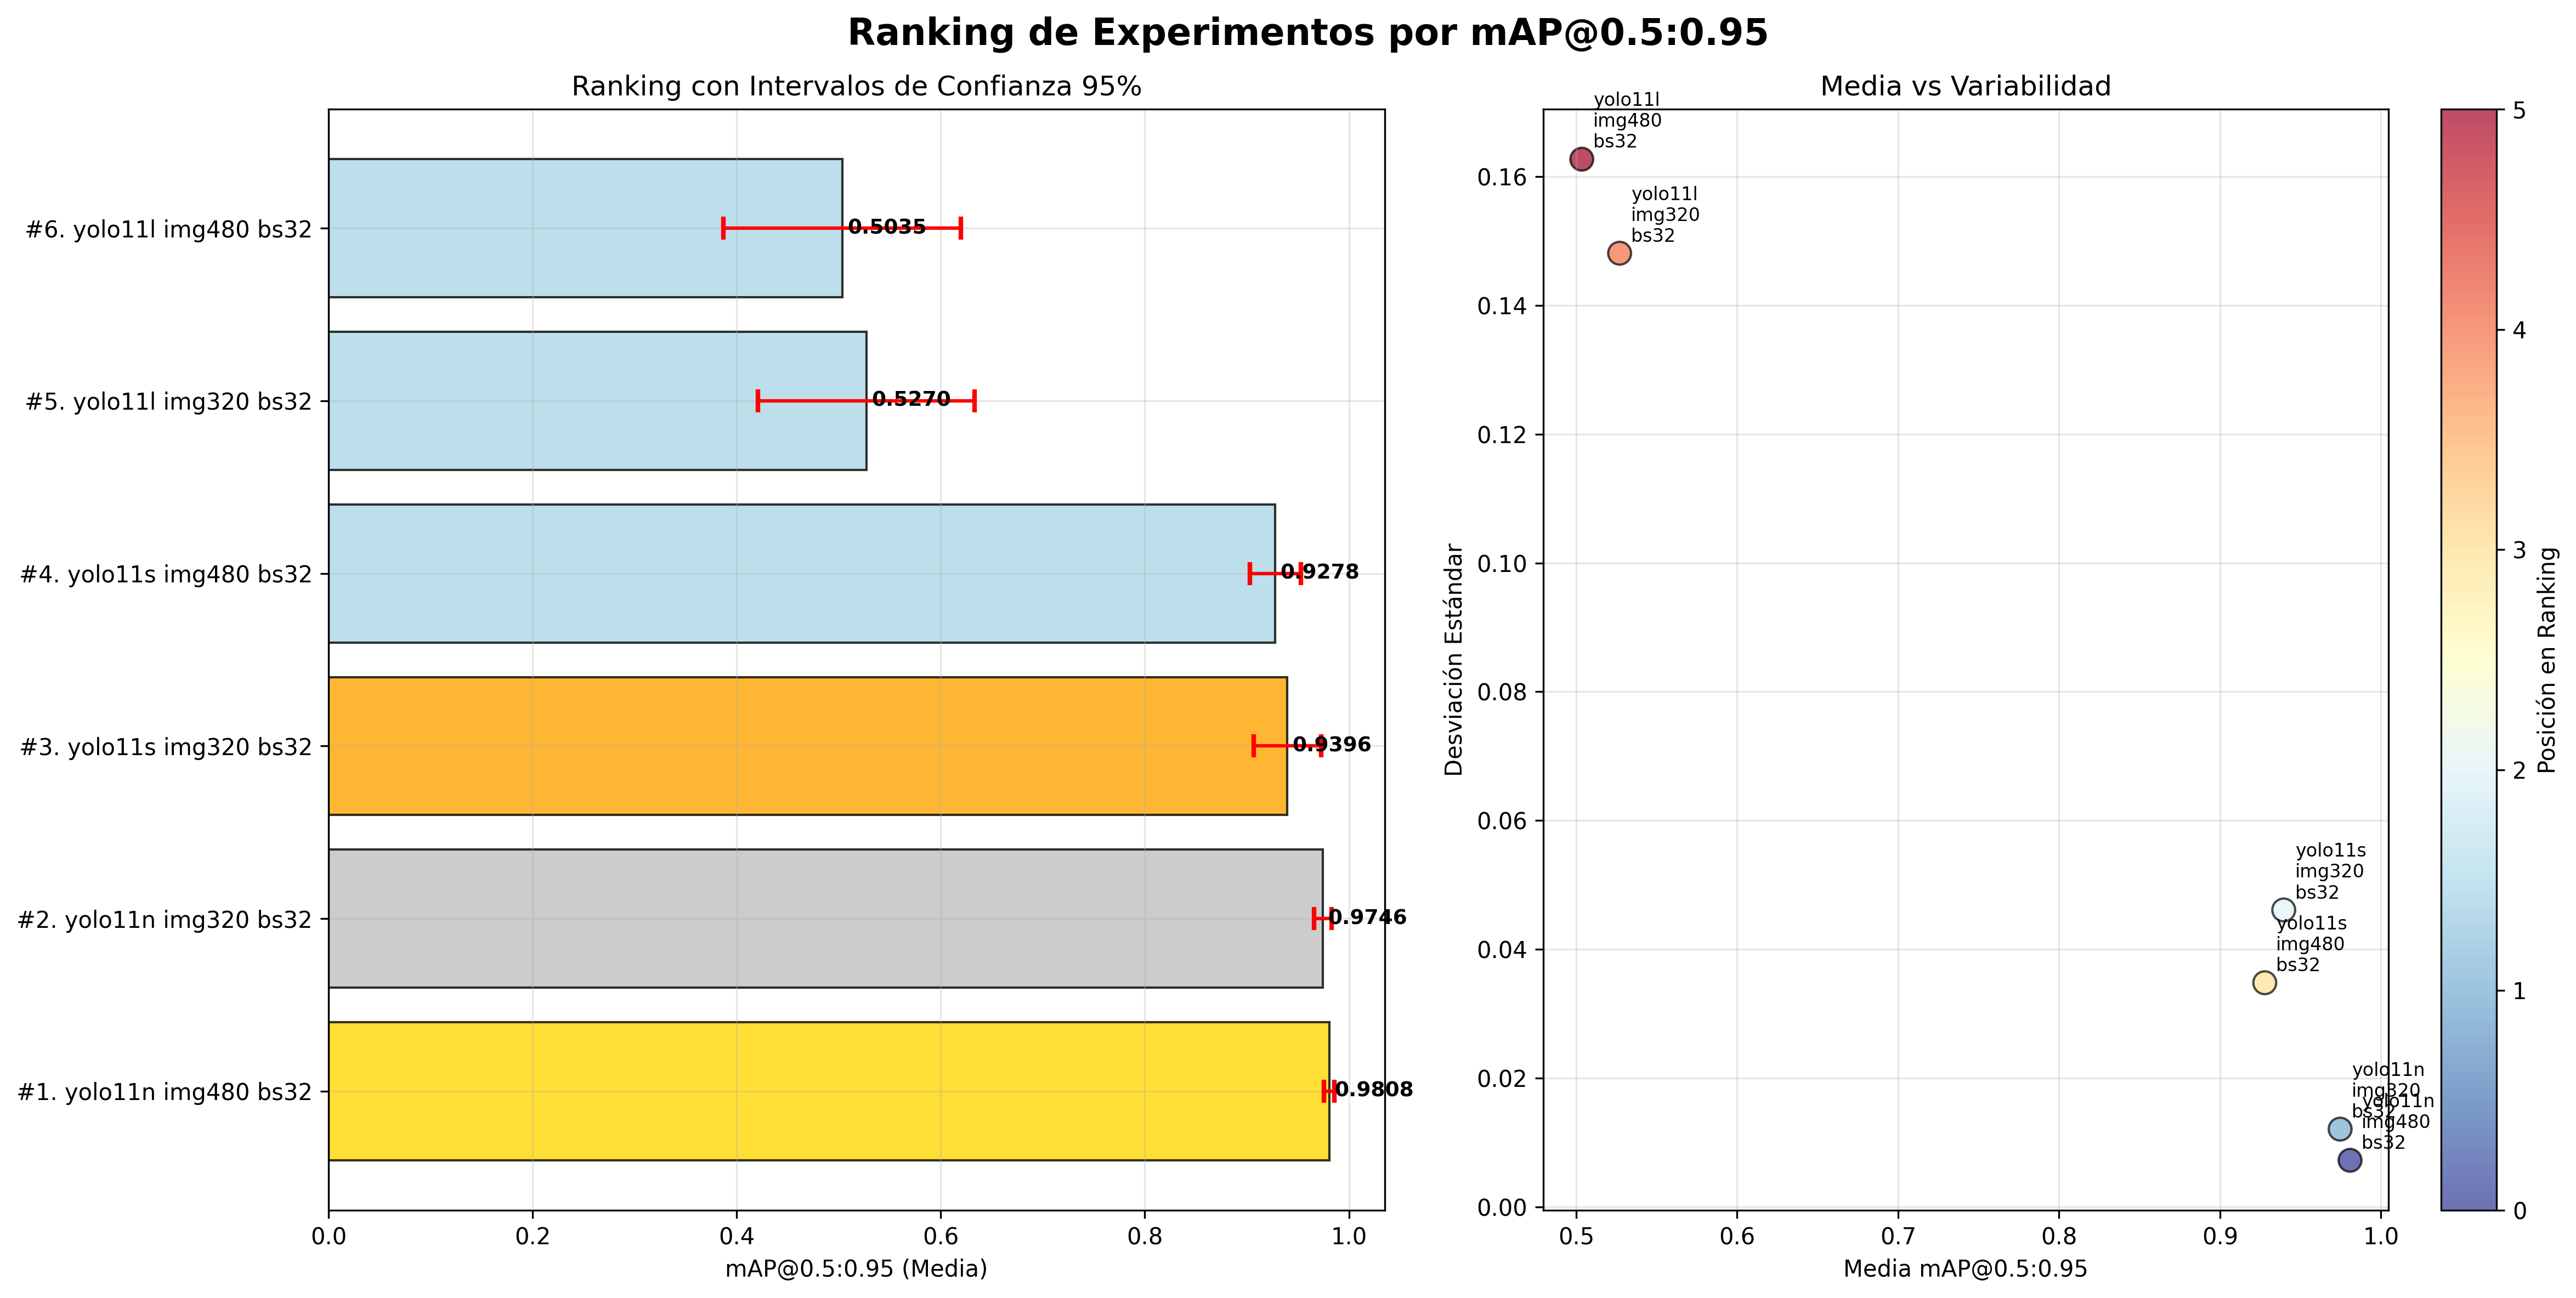 Ranking de Experimentos por mAP@0.5:0.95
Ranking con Intervalos de Confianza 95%
#6. yolo11l img480 bs32
0.5035
#5. yolo11l img320 bs32
0.5270
#4. yolo11s img480 bs32
0.9278
#3. yolo11s img320 bs32
0.9396
#2. yolo11n img320 bs32
0.9746
#1. yolo11n img480 bs32
0.9808
0.0
0.2
0.4
0.6
0.8
1.0
mAP@0.5:0.95 (Media)
Media vs Variabilidad
Desviación Estándar
0.16
0.14
0.12
0.10
0.08
0.06
0.04
0.02
0.00
yolo11l
img480
bs32
yolo11l
img320
bs32
yolo11s
img320
bs32
yolo11s
img480
bs32
yolo11n
img320
bs32
yolo11n
img480
bs32
0.5
0.6
0.7
0.8
0.9
1.0
Media mAP@0.5:0.95
5
4
3
2
1
0
Posición en Ranking